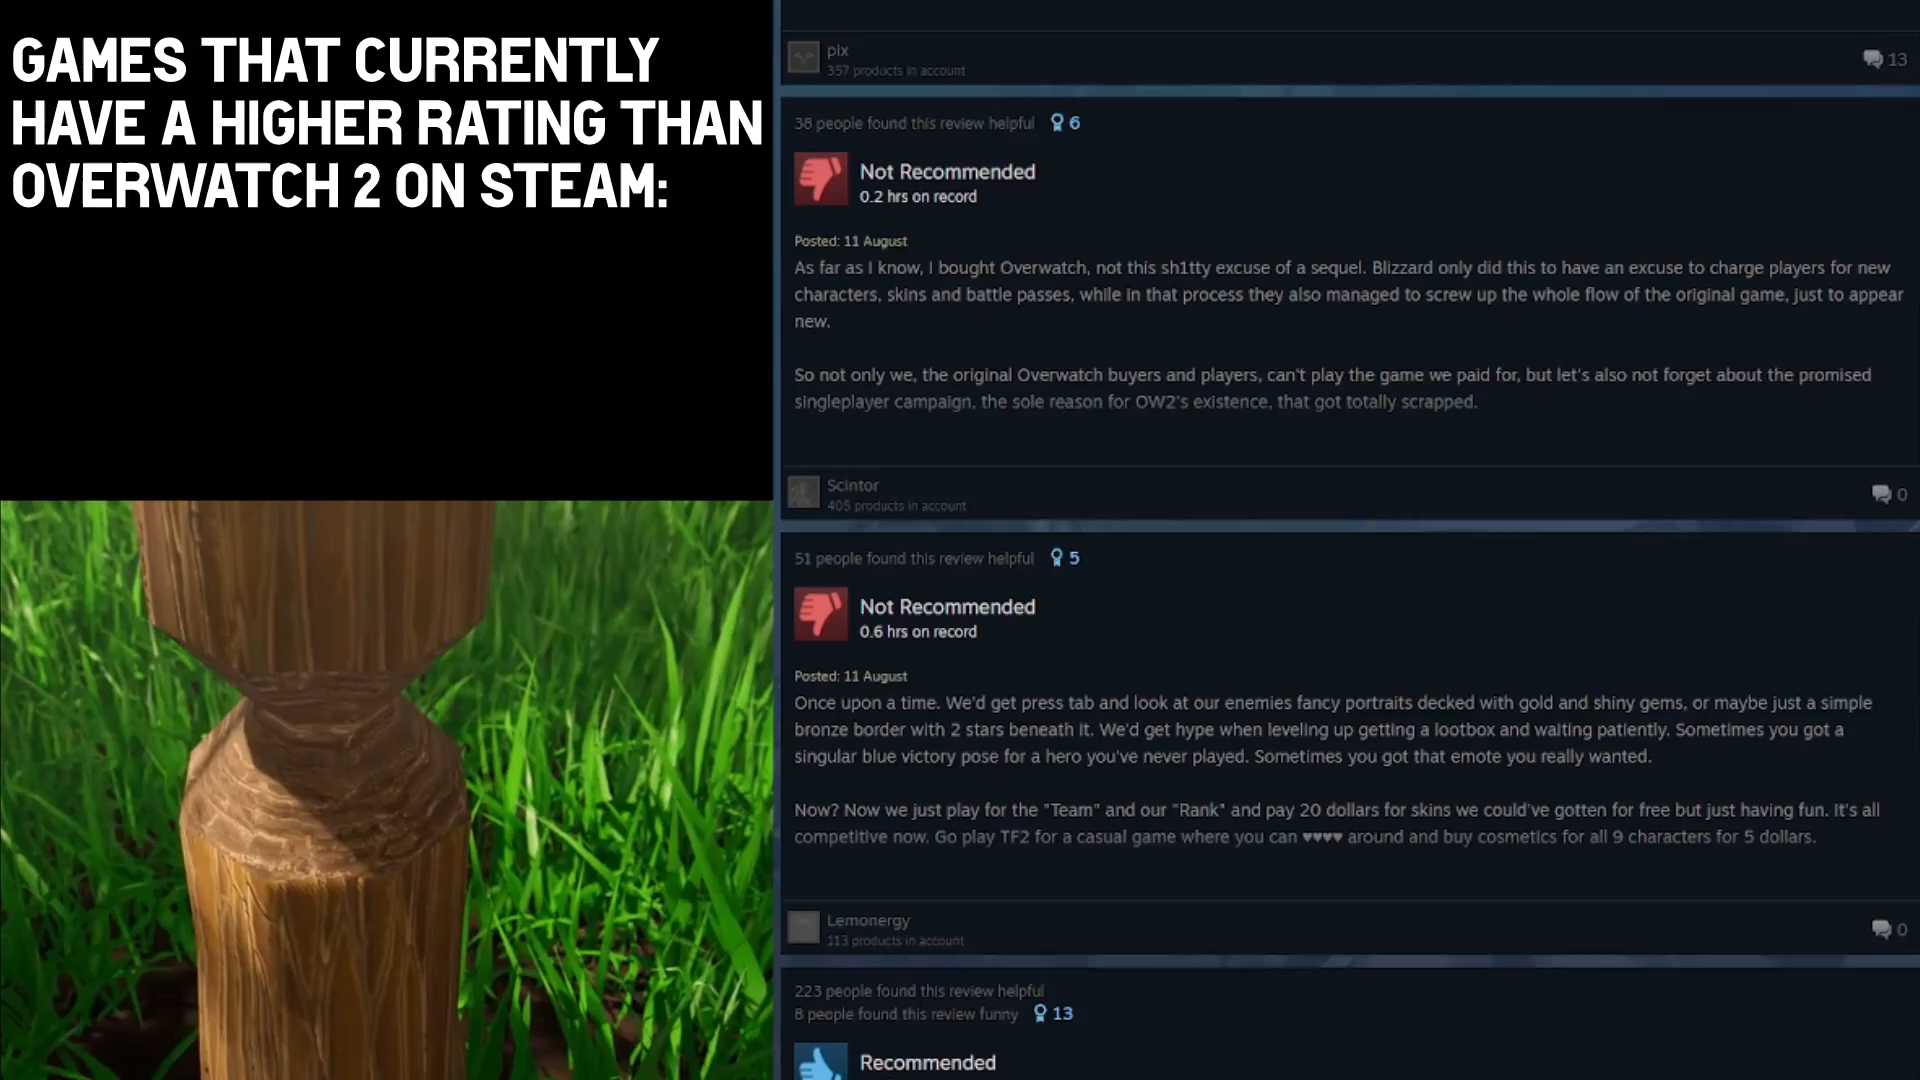 GAMES THAT CURRENTLY
HAVE A HIGHER RATING THAN
OVERWATCH 2 ON STEAM:
plx
357 products in account
13
38 people found this review helpful 6
Not Recommended
0.2 hrs on record
Posted: 11 August
As far as I know, I bought Overwatch, not this sh1tty excuse of a sequel. Blizzard only did this to have an excuse to charge players for new
characters, skins and battle passes, while in that process they also managed to screw up the whole flow of the original game, just to appear
new.
So not only we, the original Overwatch buyers and players, can't play the game we paid for, but let's also not forget about the promised
singleplayer campaign, the sole reason for OW2's existence, that got totally scrapped.
Scintor
405 products in account
0
51 people found this review helpful 5
Not Recommended
0.6 hrs on record
Posted: 11 August
Once upon a time. We'd get press tab and look at our enemies fancy portraits decked with gold and shiny gems, or maybe just a simple
bronze border with 2 stars beneath it. We'd get hype when leveling up getting a lootbox and waiting patiently. Sometimes you got a
singular blue victory pose for a hero you've never played. Sometimes you got that emote you really wanted.
Now? Now we just play for the "Team" and our "Rank" and pay 20 dollars for skins we could've gotten for free but just having fun. It's all
competitive now. Go play TF2 for a casual game where you can ♥♥♥♥ around and buy cosmetics for all 9 characters for 5 dollars.
Lemonergy
113 products in account
0
223 people found this review helpful
8 people found this review funny 13
Recommended